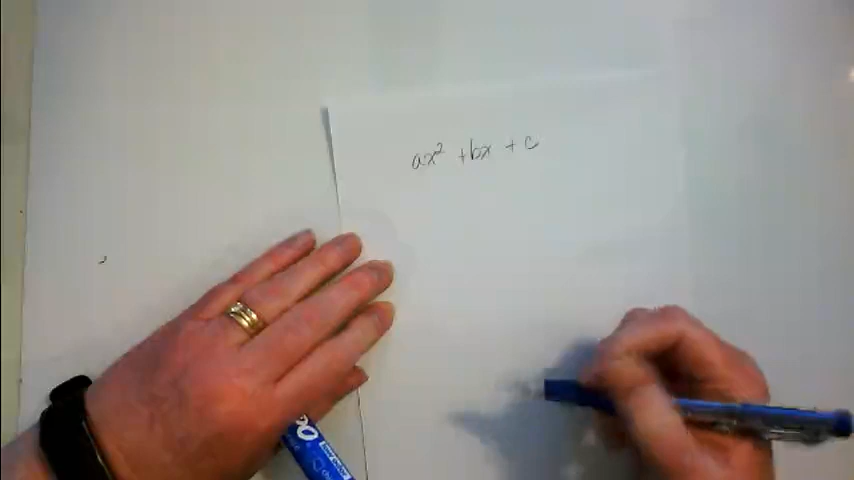 ax² + bx + c